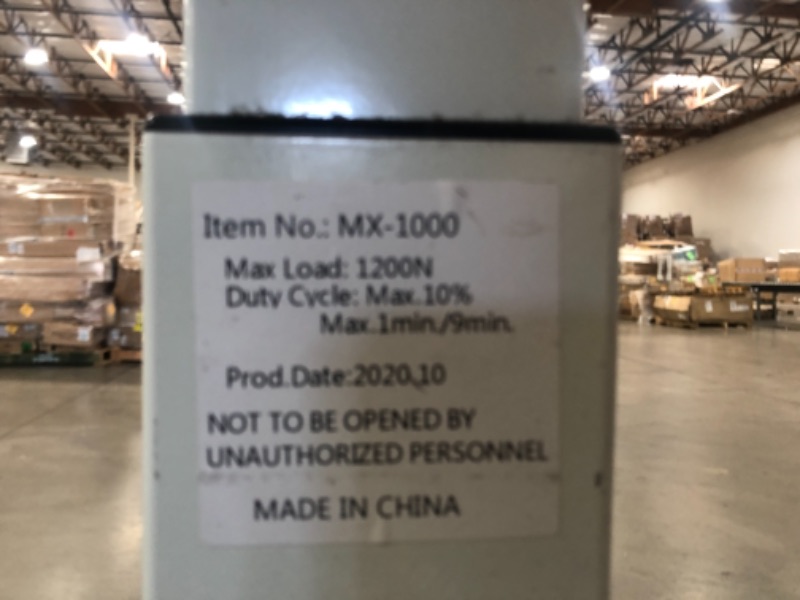 Item No.: MX-1000
Max Load: 1200N
Duty Cycle: Max.10%
Max.1min./9min.
Prod.Date:2020.10
NOT TO BE OPENED BY
UNAUTHORIZED PERSONNEL
MADE IN CHINA